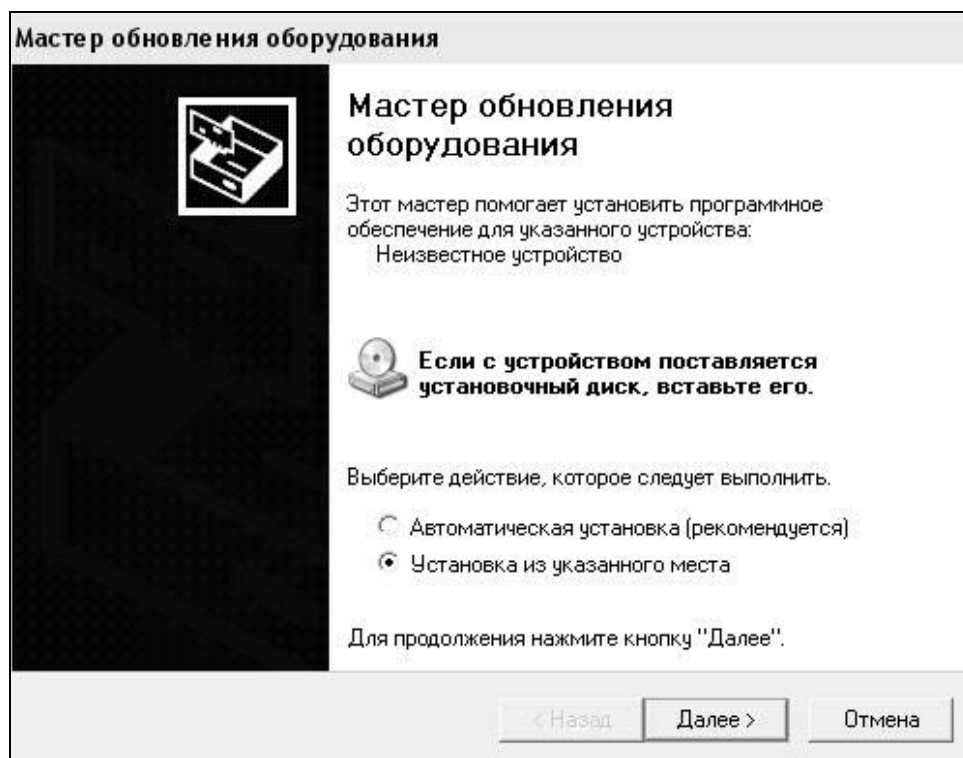 Мастер обновления оборудования
Мастер обновления
оборудования
Этот мастер помогает установить программное
обеспечение для указанного устройства:
Неизвестное устройство
Если с устройством поставляется
установочный диск, вставьте его.
Выберите действие, которое следует выполнить.
Автоматическая установка (рекомендуется)
Установка из указанного места
Для продолжения нажмите кнопку "Далее".
< Назад Далее > Отмена